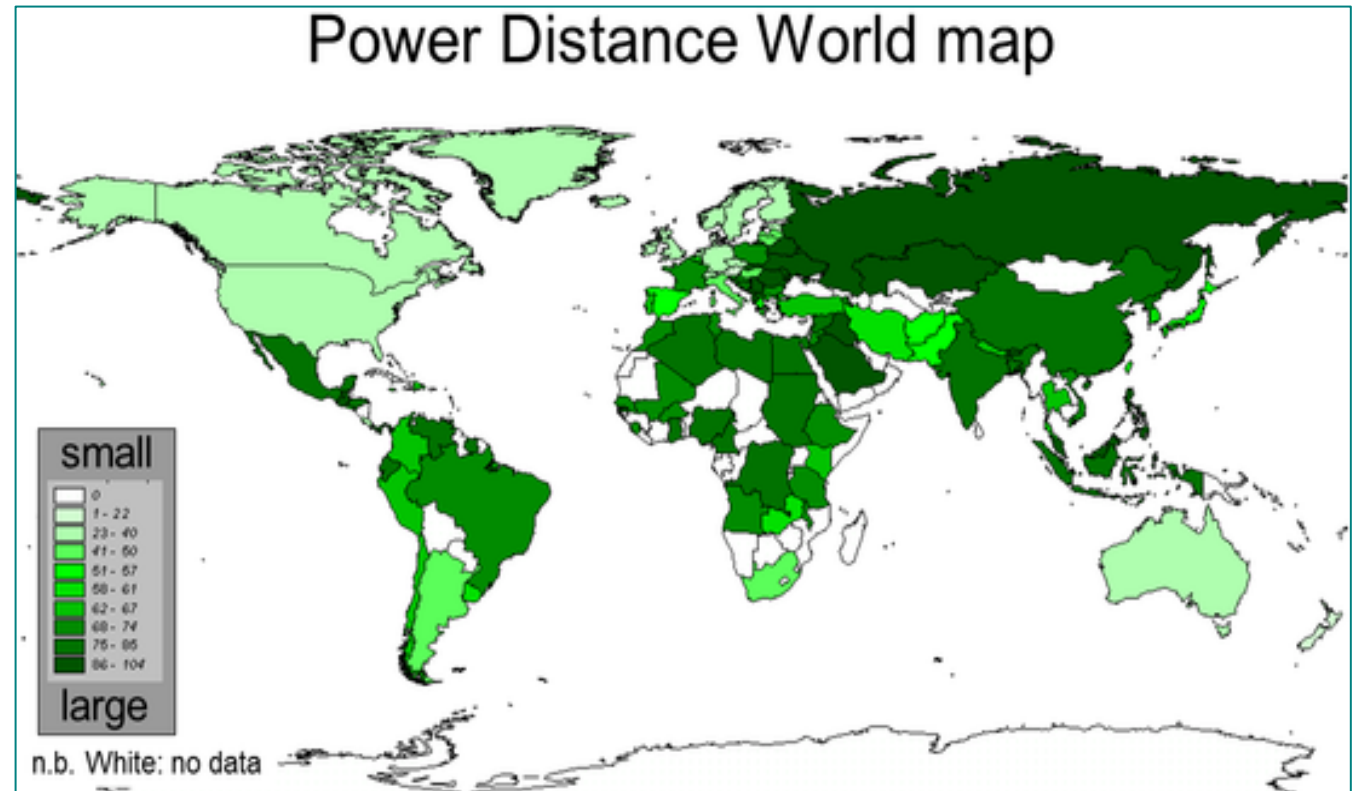 Power Distance World map
small
0
1 - 22
23 - 40
41 - 50
51 - 57
58 - 61
62 - 67
68 - 74
75 - 85
86 - 104
large
n.b. White: no data